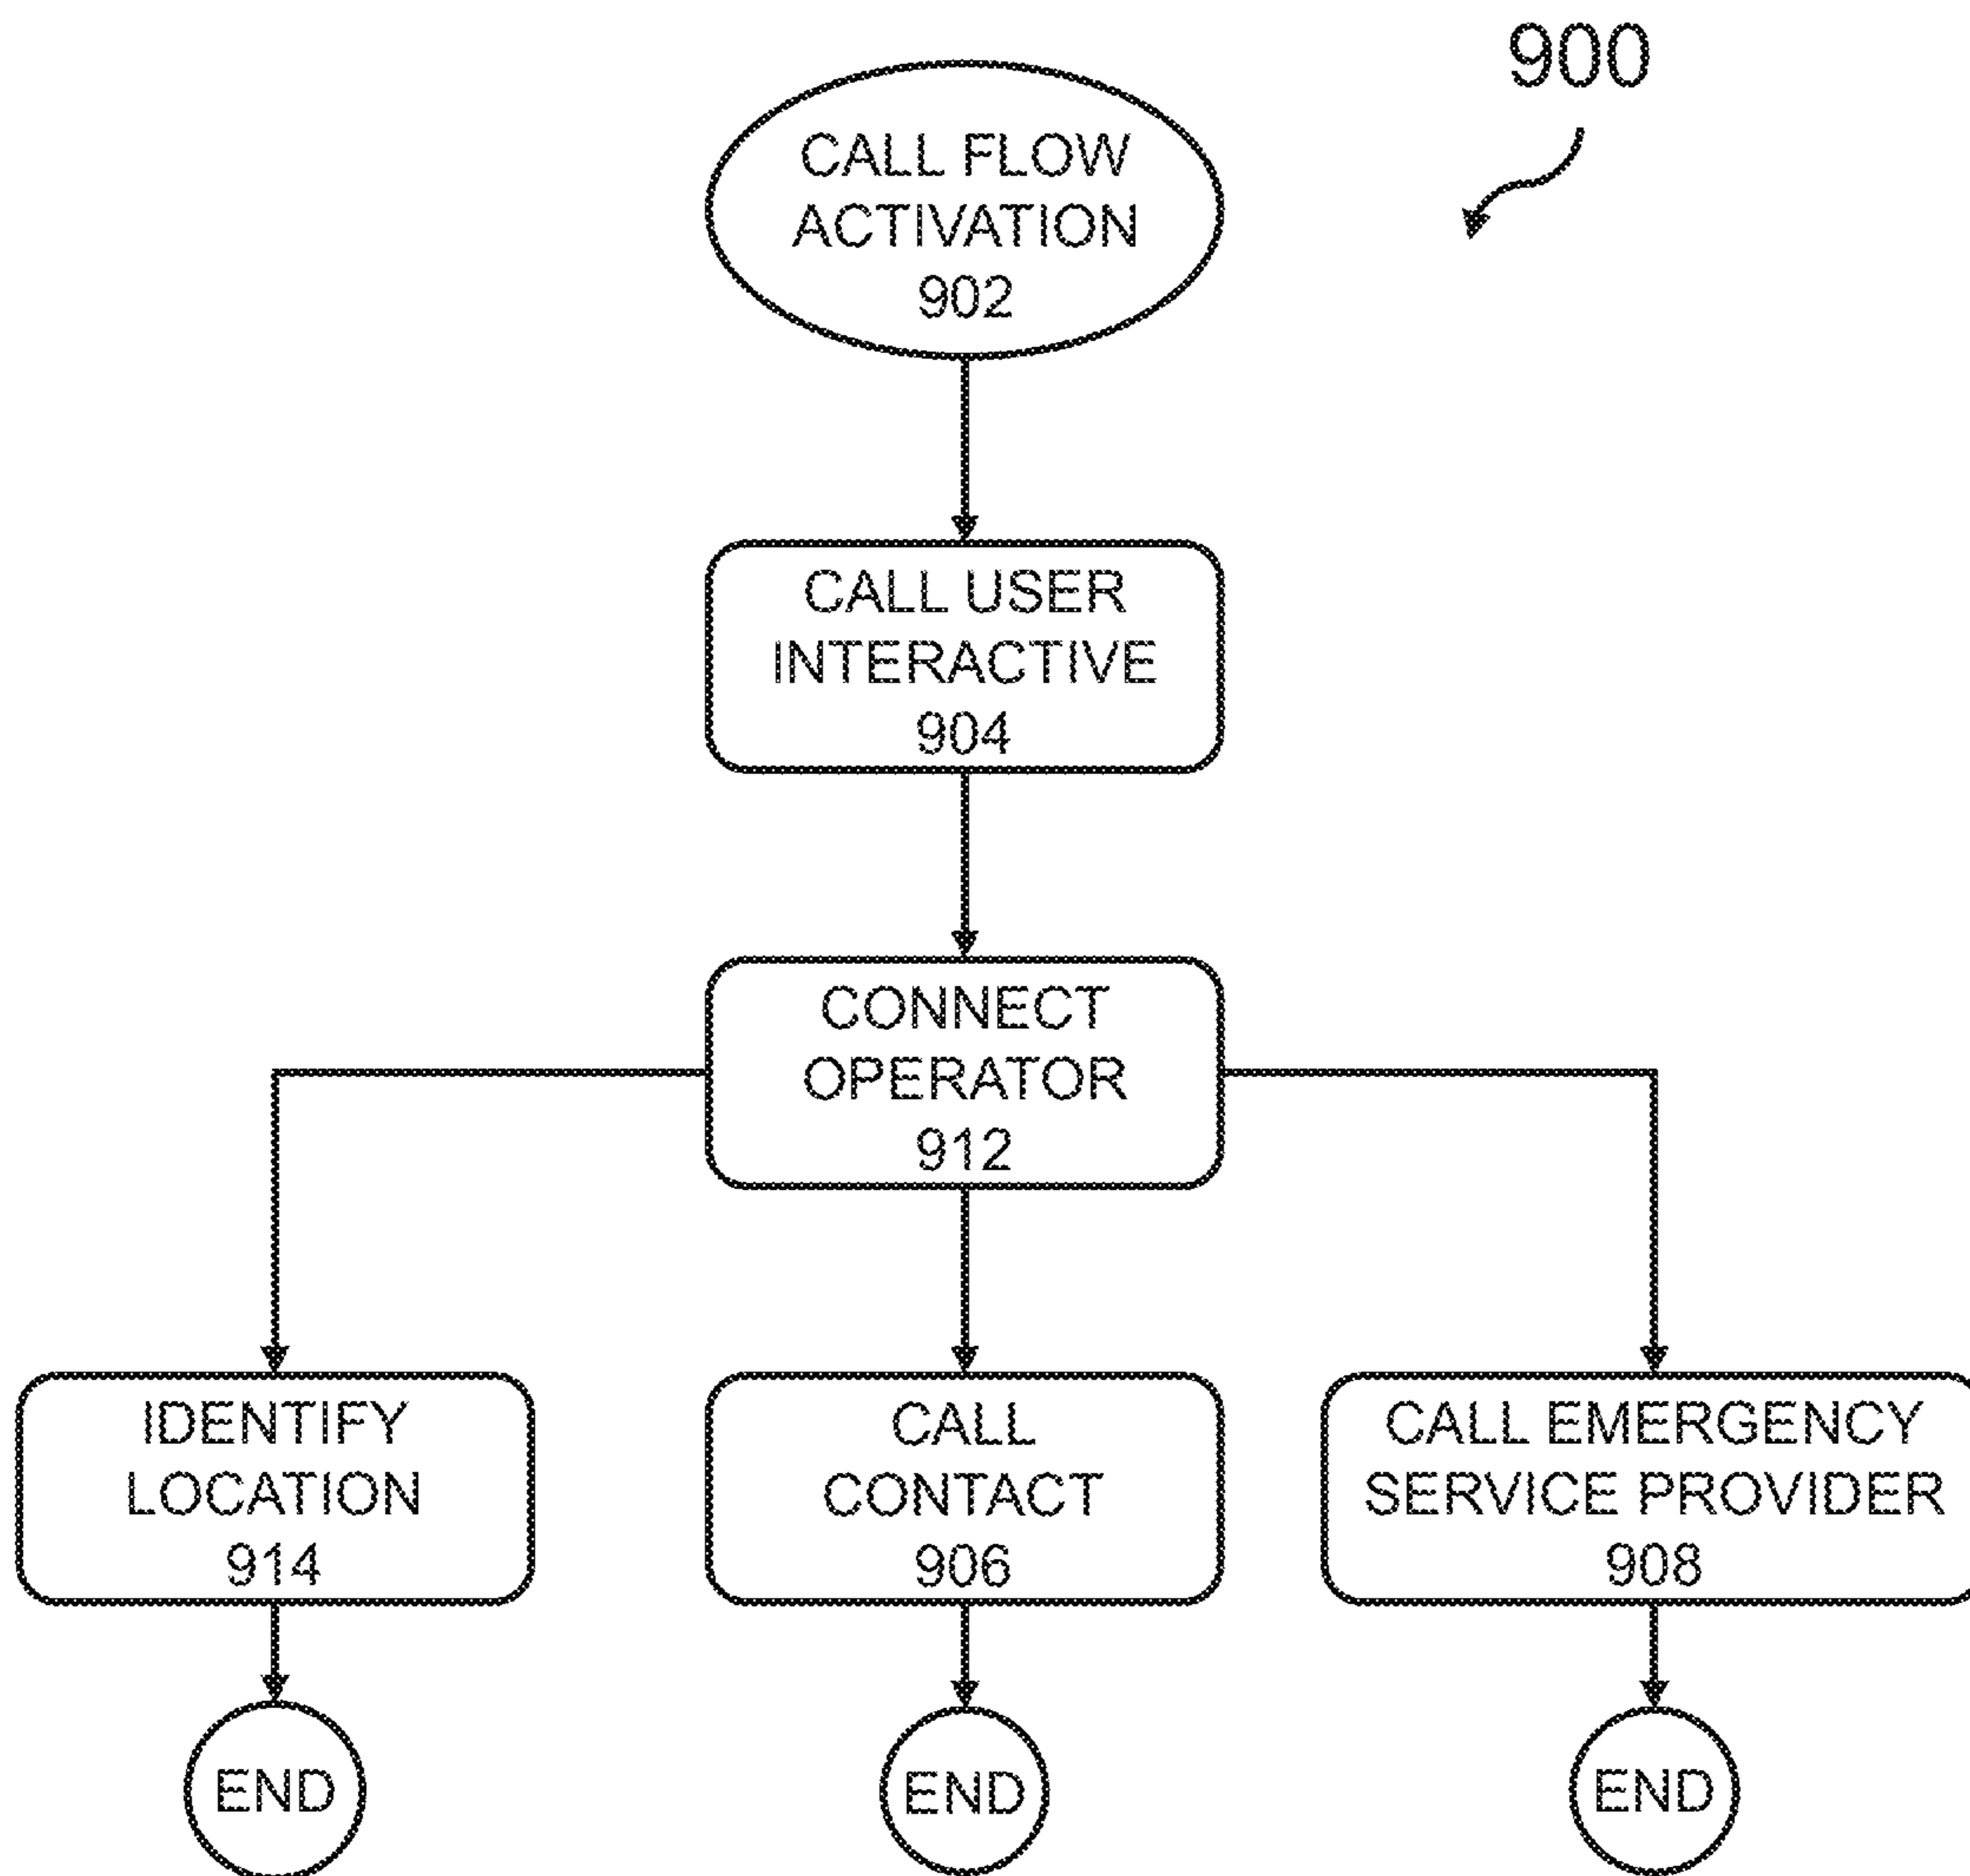 900
CALL FLOW
ACTIVATION
902
CALL USER
INTERACTIVE
904
CONNECT
OPERATOR
912
IDENTIFY
LOCATION
914
CALL
CONTACT
906
CALL EMERGENCY
SERVICE PROVIDER
908
END
END
END